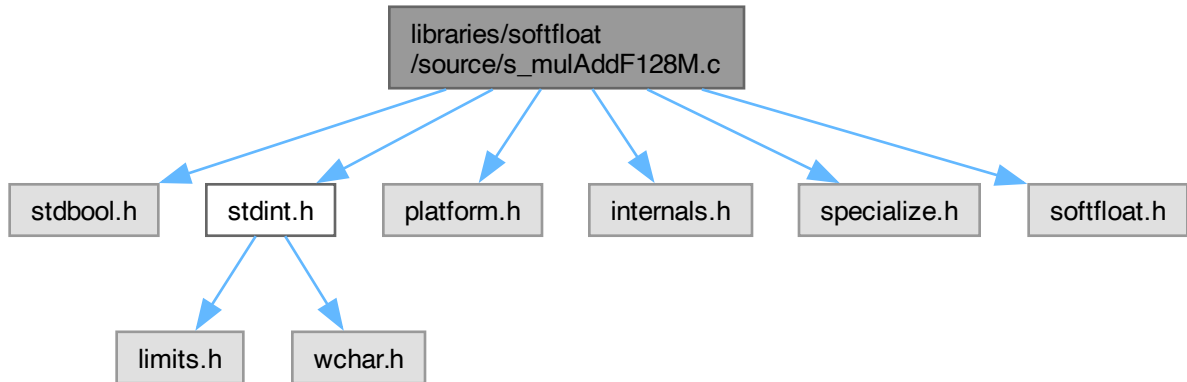 libraries/softfloat
/source/s_mulAddF128M.c
stdbool.h
stdint.h
platform.h
internals.h
specialize.h
softfloat.h
limits.h
wchar.h